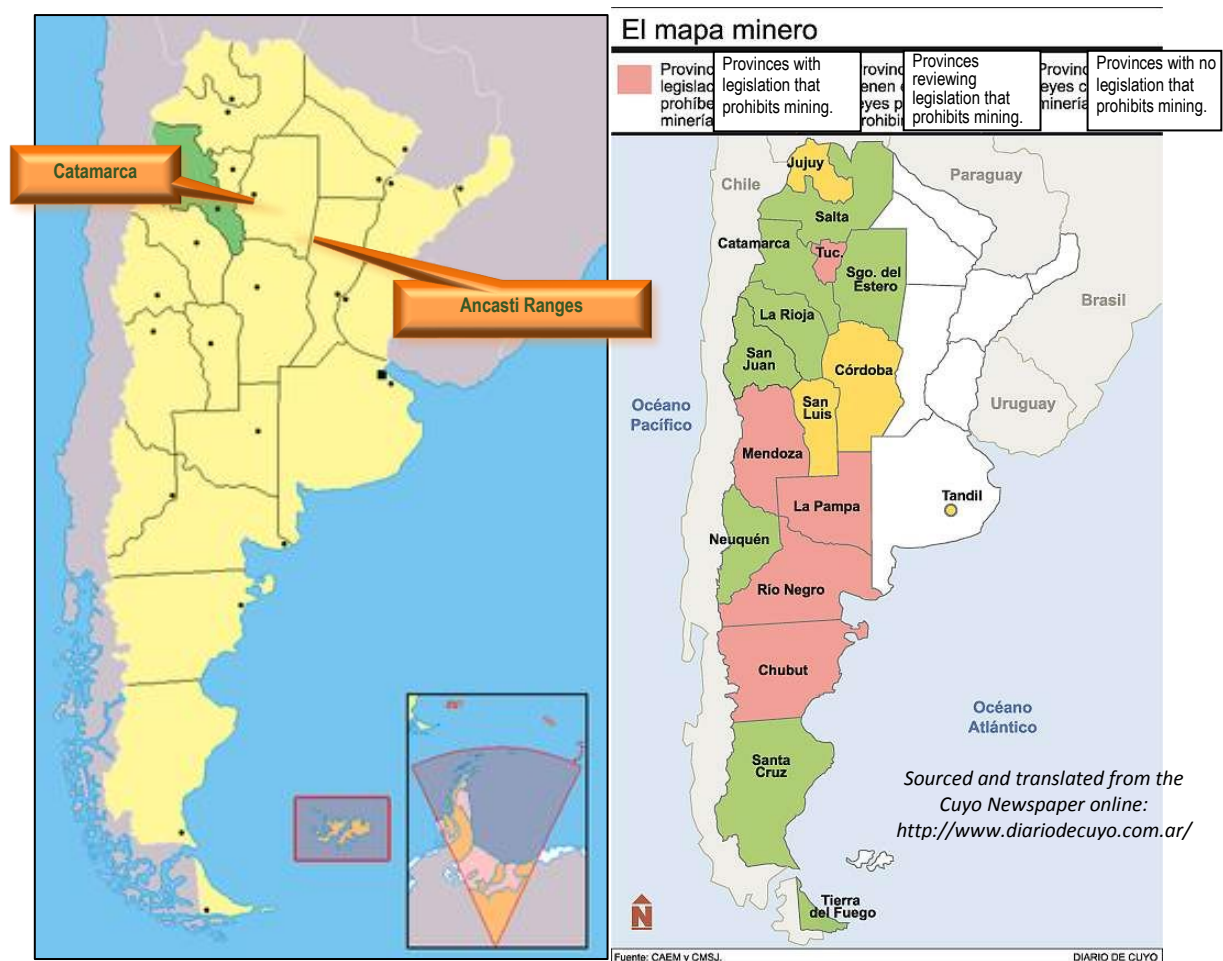 Catamarca
Ancasti Ranges
El mapa minero
Provinces with
legislation that
prohibits mining.
Provinces
reviewing
legislation that
prohibits mining.
Provinces with no
legislation that
prohibits mining.
Jujuy
Chile
Paraguay
Salta
Catamarca
Tuc.
Sgo. del
Estero
Brasil
La Rioja
San
Juan
Córdoba
San
Luis
Océano
Pacífico
Uruguay
Mendoza
La Pampa
Tandil
Neuquén
Río Negro
Chubut
Océano
Atlántico
Santa
Cruz
Sourced and translated from the
Cuyo Newspaper online:
http://www.diariodecuyo.com.ar/
N
Tierra
del Fuego
Fuente: CAEM y CMSJ.
DIARIO DE CUYO